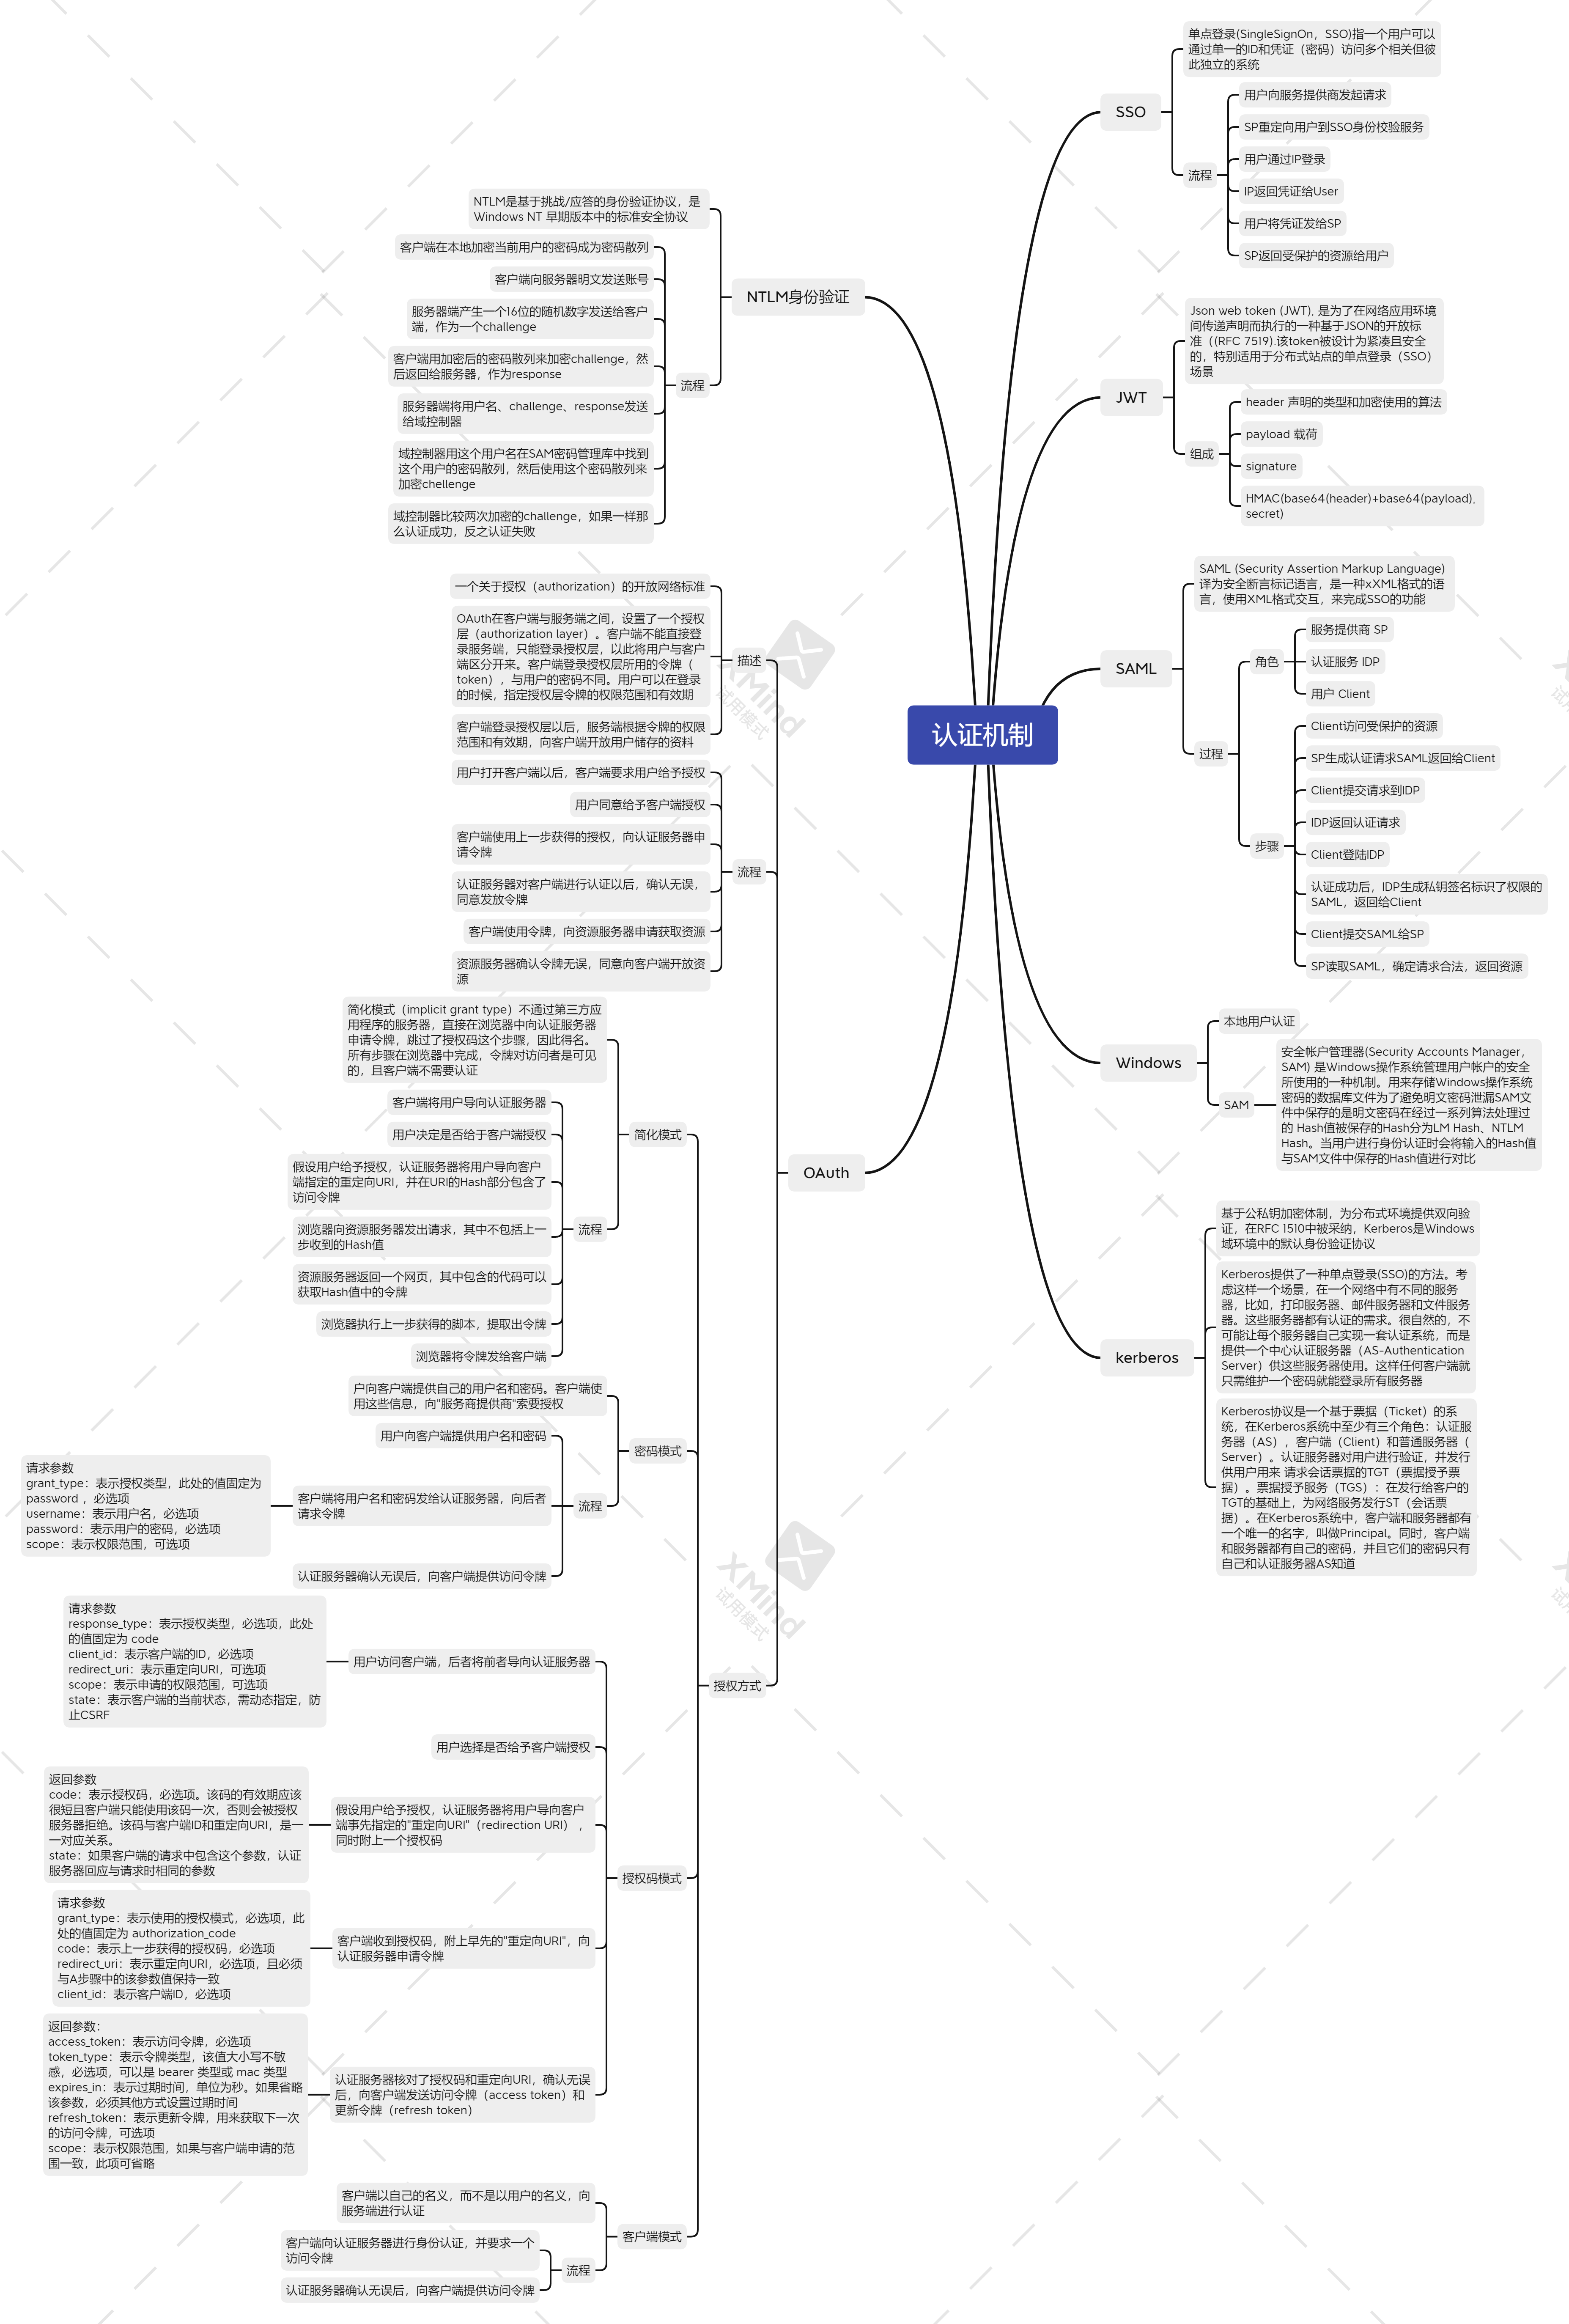 认证机制
SSO
单点登录(SingleSignOn，SSO)指一个用户可以
通过单一的ID和凭证（密码）访问多个相关但彼
此独立的系统
流程
用户向服务提供商发起请求
SP重定向用户到SSO身份校验服务
用户通过IP登录
IP返回凭证给User
用户将凭证发给SP
SP返回受保护的资源给用户
JWT
Json web token (JWT), 是为了在网络应用环境
间传递声明而执行的一种基于JSON的开放标
准（(RFC 7519).该token被设计为紧凑且安全
的，特别适用于分布式站点的单点登录（SSO）
场景
组成
header 声明的类型和加密使用的算法
payload 载荷
signature
HMAC(base64(header)+base64(payload),
secret)
SAML
SAML (Security Assertion Markup Language)
译为安全断言标记语言，是一种xXML格式的语
言，使用XML格式交互，来完成SSO的功能
过程
角色
服务提供商 SP
认证服务 IDP
用户 Client
步骤
Client访问受保护的资源
SP生成认证请求SAML返回给Client
Client提交请求到IDP
IDP返回认证请求
Client登陆IDP
认证成功后，IDP生成私钥签名标识了权限的
SAML，返回给Client
Client提交SAML给SP
SP读取SAML，确定请求合法，返回资源
Windows
本地用户认证
SAM
安全帐户管理器(Security Accounts Manager，
SAM) 是Windows操作系统管理用户帐户的安全
所使用的一种机制。用来存储Windows操作系统
密码的数据库文件为了避免明文密码泄漏SAM文
件中保存的是明文密码在经过一系列算法处理过
的 Hash值被保存的Hash分为LM Hash、NTLM
Hash。当用户进行身份认证时会将输入的Hash值
与SAM文件中保存的Hash值进行对比
kerberos
基于公私钥加密体制，为分布式环境提供双向验
证，在RFC 1510中被采纳，Kerberos是Windows
域环境中的默认身份验证协议
Kerberos提供了一种单点登录(SSO)的方法。考
虑这样一个场景，在一个网络中有不同的服务
器，比如，打印服务器、邮件服务器和文件服务
器。这些服务器都有认证的需求。很自然的，不
可能让每个服务器自己实现一套认证系统，而是
提供一个中心认证服务器（AS-Authentication
Server）供这些服务器使用。这样任何客户端就
只需维护一个密码就能登录所有服务器
Kerberos协议是一个基于票据（Ticket）的系
统，在Kerberos系统中至少有三个角色：认证服
务器（AS），客户端（Client）和普通服务器（
Server）。认证服务器对用户进行验证，并发行
供用户用来 请求会话票据的TGT（票据授予票
据）。票据授予服务（TGS）：在发行给客户的
TGT的基础上，为网络服务发行ST（会话票
据）。在Kerberos系统中，客户端和服务器都有
一个唯一的名字，叫做Principal。同时，客户端
和服务器都有自己的密码，并且它们的密码只有
自己和认证服务器AS知道
NTLM身份验证
NTLM是基于挑战/应答的身份验证协议，是
Windows NT 早期版本中的标准安全协议
流程
客户端在本地加密当前用户的密码成为密码散列
客户端向服务器明文发送账号
服务器端产生一个16位的随机数字发送给客户
端，作为一个challenge
客户端用加密后的密码散列来加密challenge，然
后返回给服务器，作为response
服务器端将用户名、challenge、response发送
给域控制器
域控制器用这个用户名在SAM密码管理库中找到
这个用户的密码散列，然后使用这个密码散列来
加密chellenge
域控制器比较两次加密的challenge，如果一样那
么认证成功，反之认证失败
OAuth
描述
一个关于授权（authorization）的开放网络标准
OAuth在客户端与服务端之间，设置了一个授权
层（authorization layer）。客户端不能直接登
录服务端，只能登录授权层，以此将用户与客户
端区分开来。客户端登录授权层所用的令牌（
token），与用户的密码不同。用户可以在登录
的时候，指定授权层令牌的权限范围和有效期
客户端登录授权层以后，服务端根据令牌的权限
范围和有效期，向客户端开放用户储存的资料
流程
用户打开客户端以后，客户端要求用户给予授权
用户同意给予客户端授权
客户端使用上一步获得的授权，向认证服务器申
请令牌
认证服务器对客户端进行认证以后，确认无误，
同意发放令牌
客户端使用令牌，向资源服务器申请获取资源
资源服务器确认令牌无误，同意向客户端开放资
源
授权方式
简化模式
简化模式（implicit grant type）不通过第三方应
用程序的服务器，直接在浏览器中向认证服务器
申请令牌，跳过了授权码这个步骤，因此得名。
所有步骤在浏览器中完成，令牌对访问者是可见
的，且客户端不需要认证
流程
客户端将用户导向认证服务器
用户决定是否给于客户端授权
假设用户给予授权，认证服务器将用户导向客户
端指定的重定向URI，并在URI的Hash部分包含了
访问令牌
浏览器向资源服务器发出请求，其中不包括上一
步收到的Hash值
资源服务器返回一个网页，其中包含的代码可以
获取Hash值中的令牌
浏览器执行上一步获得的脚本，提取出令牌
浏览器将令牌发给客户端
密码模式
户向客户端提供自己的用户名和密码。客户端使
用这些信息，向"服务商提供商"索要授权
流程
用户向客户端提供用户名和密码
客户端将用户名和密码发给认证服务器，向后者
请求令牌
请求参数
grant_type：表示授权类型，此处的值固定为
password ，必选项
username：表示用户名，必选项
password：表示用户的密码，必选项
scope：表示权限范围，可选项
认证服务器确认无误后，向客户端提供访问令牌
授权码模式
用户访问客户端，后者将前者导向认证服务器
请求参数
response_type：表示授权类型，必选项，此处
的值固定为 code
client_id：表示客户端的ID，必选项
redirect_uri：表示重定向URI，可选项
scope：表示申请的权限范围，可选项
state：表示客户端的当前状态，需动态指定，防
止CSRF
用户选择是否给予客户端授权
假设用户给予授权，认证服务器将用户导向客户
端事先指定的"重定向URI"（redirection URI），
同时附上一个授权码
返回参数
code：表示授权码，必选项。该码的有效期应该
很短且客户端只能使用该码一次，否则会被授权
服务器拒绝。该码与客户端ID和重定向URI，是一
一对应关系。
state：如果客户端的请求中包含这个参数，认证
服务器回应与请求时相同的参数
客户端收到授权码，附上早先的"重定向URI"，向
认证服务器申请令牌
请求参数
grant_type：表示使用的授权模式，必选项，此
处的值固定为 authorization_code
code：表示上一步获得的授权码，必选项
redirect_uri：表示重定向URI，必选项，且必须
与A步骤中的该参数值保持一致
client_id：表示客户端ID，必选项
认证服务器核对了授权码和重定向URI，确认无误
后，向客户端发送访问令牌（access token）和
更新令牌（refresh token）
返回参数：
access_token：表示访问令牌，必选项
token_type：表示令牌类型，该值大小写不敏
感，必选项，可以是 bearer 类型或 mac 类型
expires_in：表示过期时间，单位为秒。如果省略
该参数，必须其他方式设置过期时间
refresh_token：表示更新令牌，用来获取下一次
的访问令牌，可选项
scope：表示权限范围，如果与客户端申请的范
围一致，此项可省略
客户端模式
客户端以自己的名义，而不是以用户的名义，向
服务端进行认证
流程
客户端向认证服务器进行身份认证，并要求一个
访问令牌
认证服务器确认无误后，向客户端提供访问令牌
XMind
试用模式
XMind
试用模式